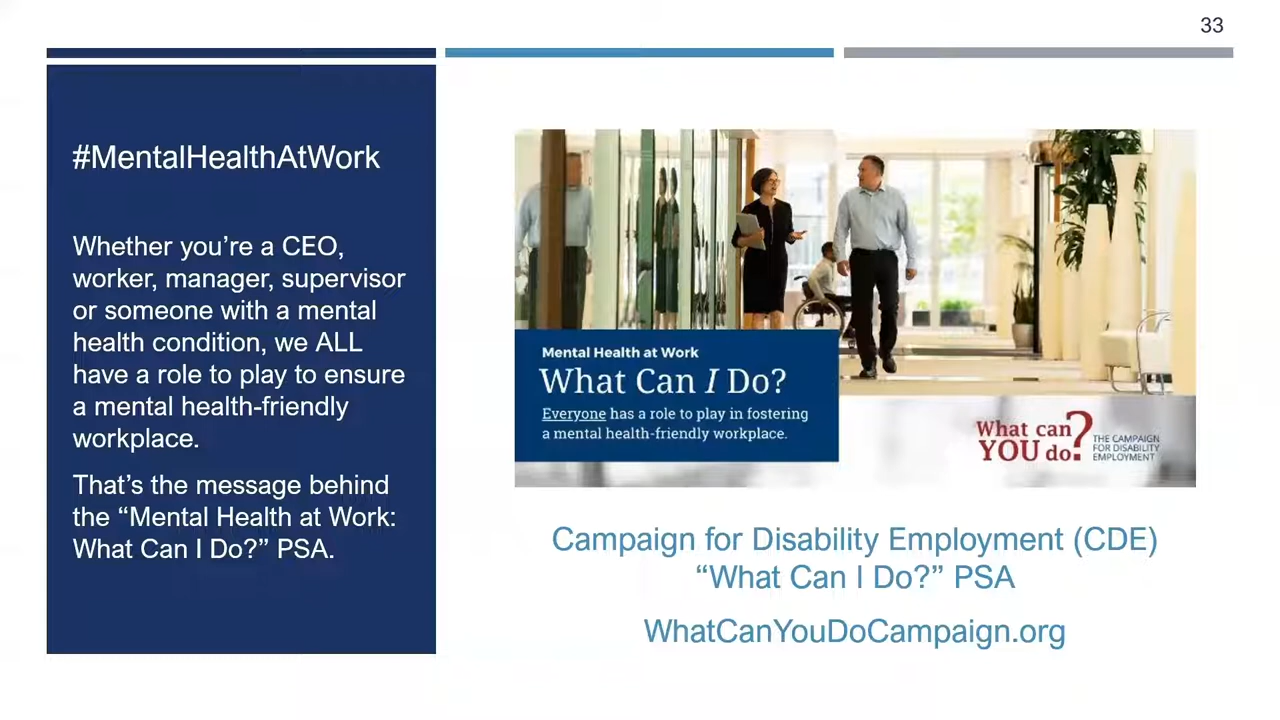 33
#MentalHealthAtWork
Whether you’re a CEO,
worker, manager, supervisor
or someone with a mental
health condition, we ALL
have a role to play to ensure
a mental health-friendly
workplace.
That’s the message behind
the “Mental Health at Work:
What Can I Do?” PSA.
Mental Health at Work
What Can I Do?
Everyone has a role to play in fostering
a mental health-friendly workplace.
What can
YOU do?
THE CAMPAIGN
FOR DISABILITY
EMPLOYMENT
Campaign for Disability Employment (CDE)
“What Can I Do?” PSA
WhatCanYouDoCampaign.org